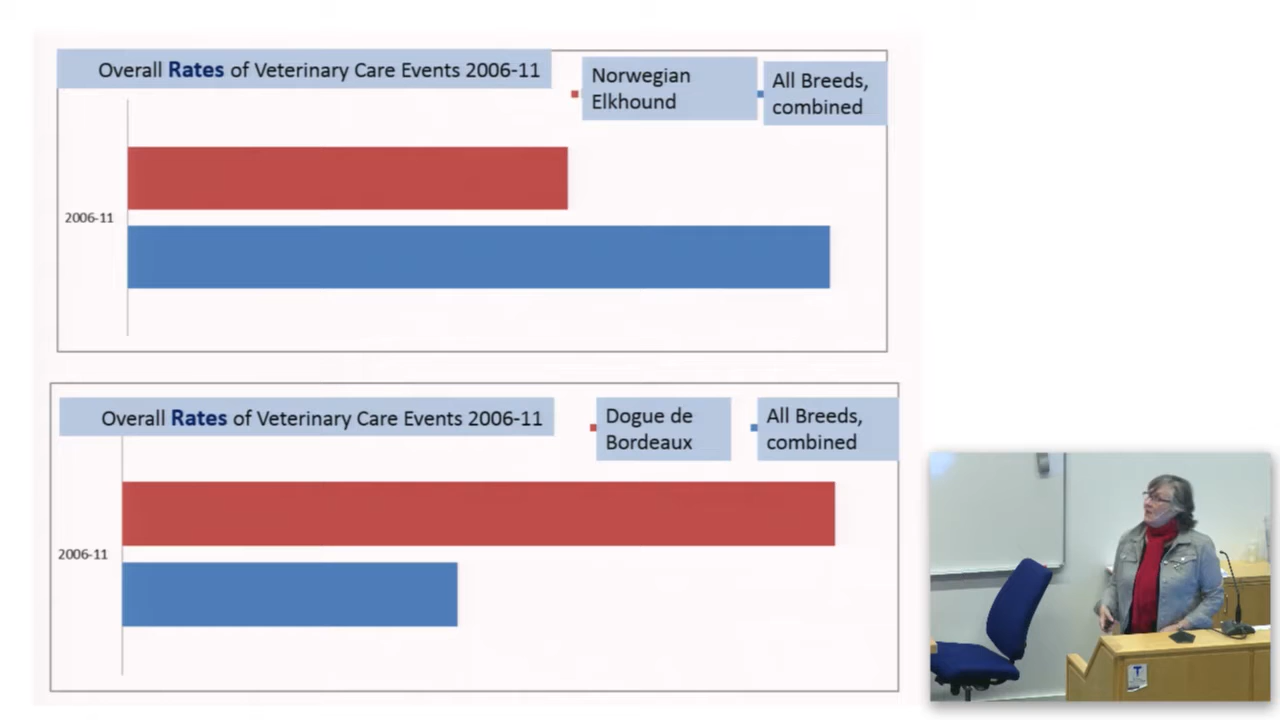 Overall Rates of Veterinary Care Events 2006-11
Norwegian
Elkhound
All Breeds,
combined
2006-11
Overall Rates of Veterinary Care Events 2006-11
Dogue de
Bordeaux
All Breeds,
combined
2006-11
T